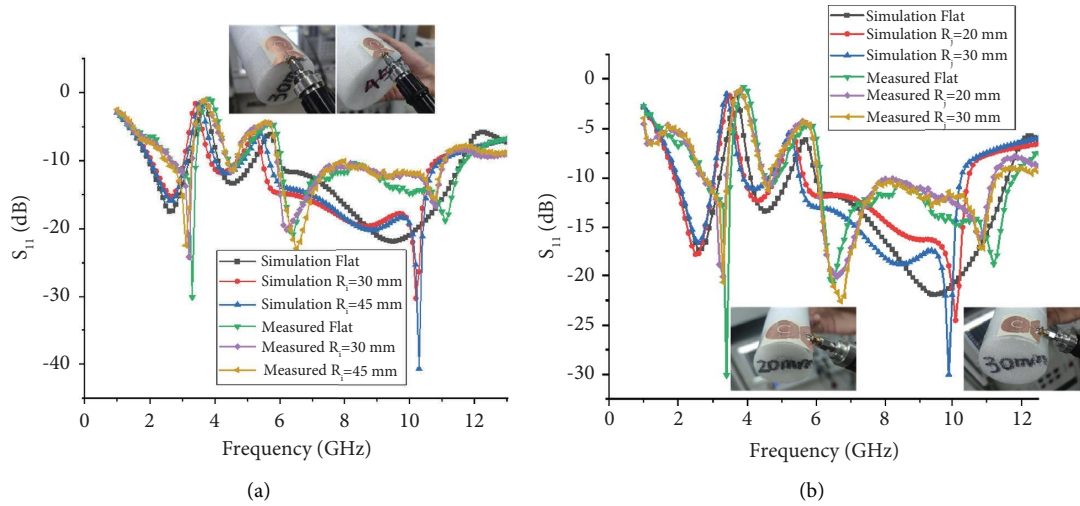 0
-10
-20
-30
-40
S₁₁ (dB)
30mm
Simulation Flat
Simulation Rᵢ=30 mm
Simulation Rᵢ=45 mm
Measured Flat
Measured Rᵢ=30 mm
Measured Rᵢ=45 mm
0 2 4 6 8 10 12
Frequency (GHz)
(a)
Simulation Flat
Simulation Rⱼ=20 mm
Simulation Rⱼ=30 mm
Measured Flat
Measured Rⱼ=20 mm
Measured Rⱼ=30 mm
0
-5
-10
-15
-20
-25
-30
S₁₁ (dB)
20mm
30mm
0 2 4 6 8 10 12
Frequency (GHz)
(b)